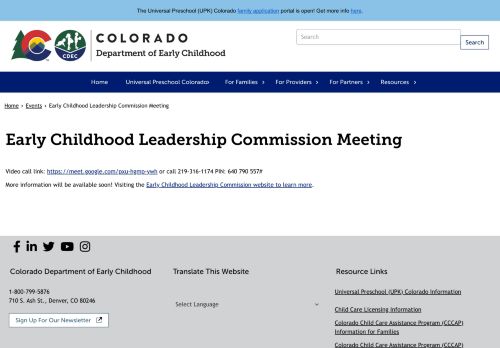 The Universal Preschool (UPK) Colorado family application portal is open! Get more info here.
COLORADO
Department of Early Childhood
CDEC
Search
Search
Home Universal Preschool Colorado For Families For Providers For Partners Resources
Home › Events › Early Childhood Leadership Commission Meeting
Early Childhood Leadership Commission Meeting
Video call link: https://meet.google.com/pxu-hgmp-ywh or call 219-316-1174 PIN: 640 790 557#
More information will be available soon! Visiting the Early Childhood Leadership Commission website to learn more.
Colorado Department of Early Childhood
1-800-799-5876
710 S. Ash St., Denver, CO 80246
Sign Up For Our Newsletter
Translate This Website
Select Language
Resource Links
Universal Preschool (UPK) Colorado Information
Child Care Licensing Information
Colorado Child Care Assistance Program (CCCAP)
Information for Families
Colorado Child Care Assistance Program (CCCAP)